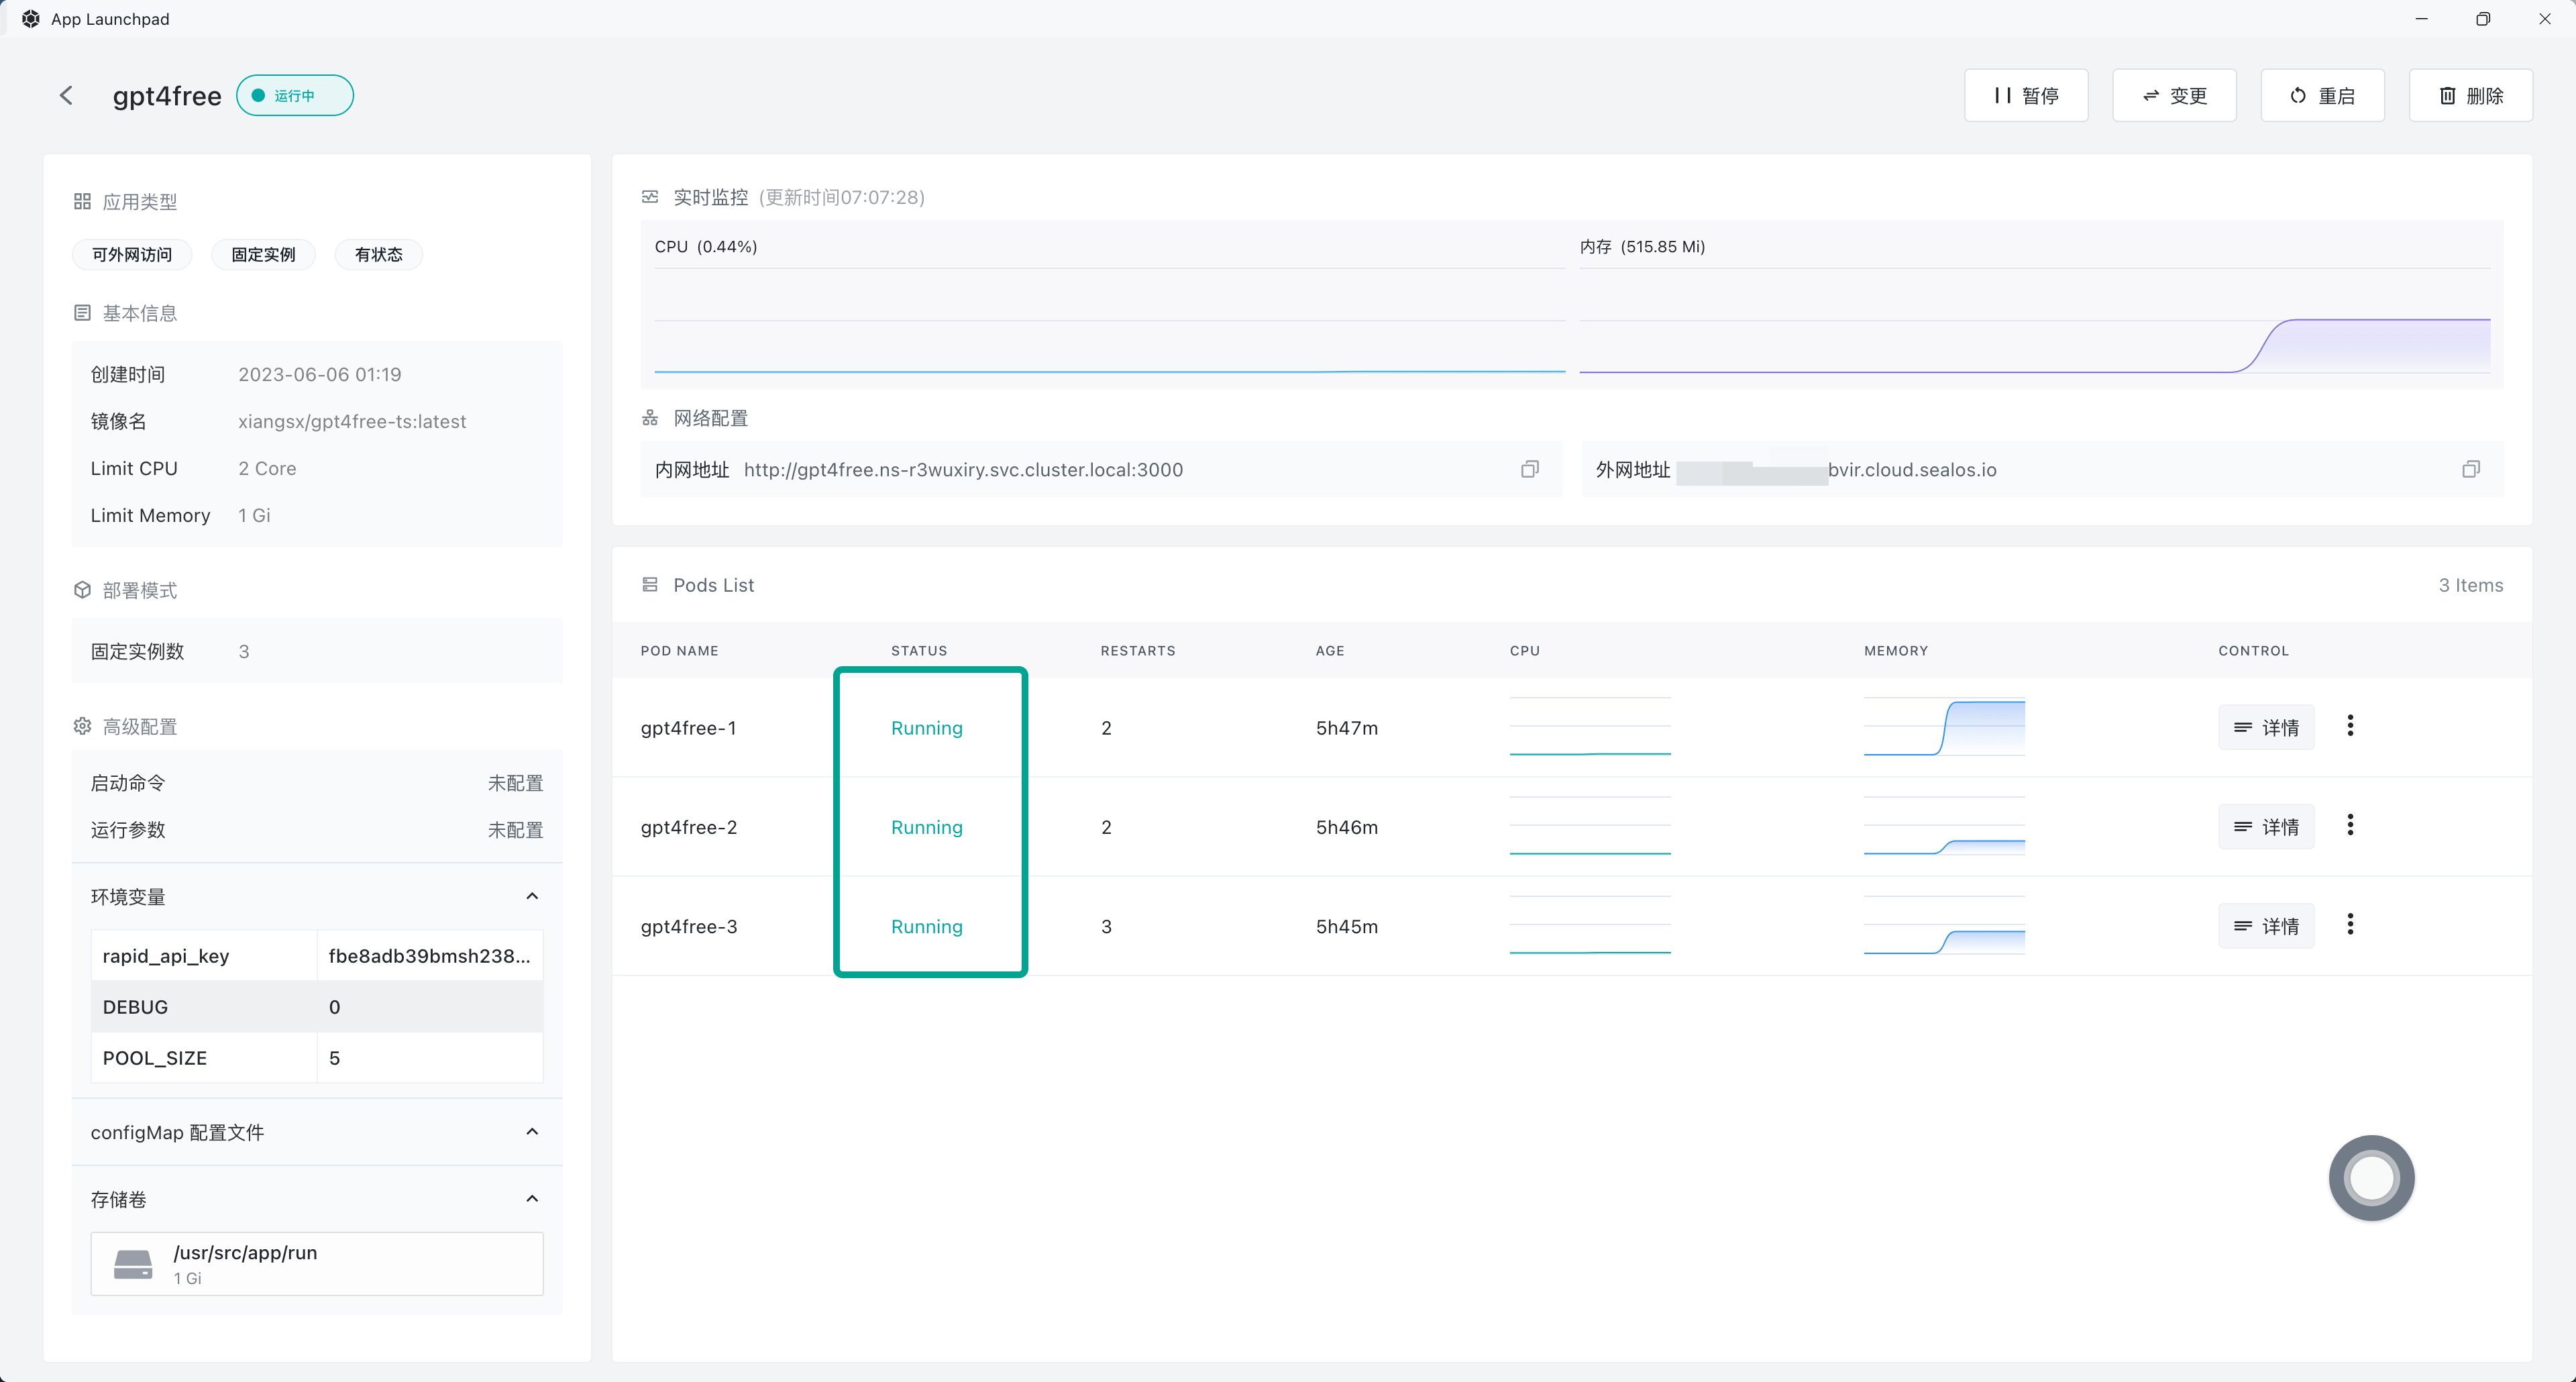 App Launchpad
gpt4free
运行中
暂停
变更
重启
删除
应用类型
可外网访问
固定实例
有状态
基本信息
创建时间 2023-06-06 01:19
镜像名 xiangsx/gpt4free-ts:latest
Limit CPU 2 Core
Limit Memory 1 Gi
部署模式
固定实例数 3
高级配置
启动命令 未配置
运行参数 未配置
环境变量
rapid_api_key fbe8adb39bmsh238...
DEBUG 0
POOL_SIZE 5
configMap 配置文件
存储卷
/usr/src/app/run
1 Gi
实时监控 (更新时间07:07:28)
CPU (0.44%)
内存 (515.85 Mi)
网络配置
内网地址 http://gpt4free.ns-r3wuxiry.svc.cluster.local:3000
外网地址 bvir.cloud.sealos.io
Pods List
3 Items
POD NAME STATUS RESTARTS AGE CPU MEMORY CONTROL
gpt4free-1 Running 2 5h47m 详情
gpt4free-2 Running 2 5h46m 详情
gpt4free-3 Running 3 5h45m 详情